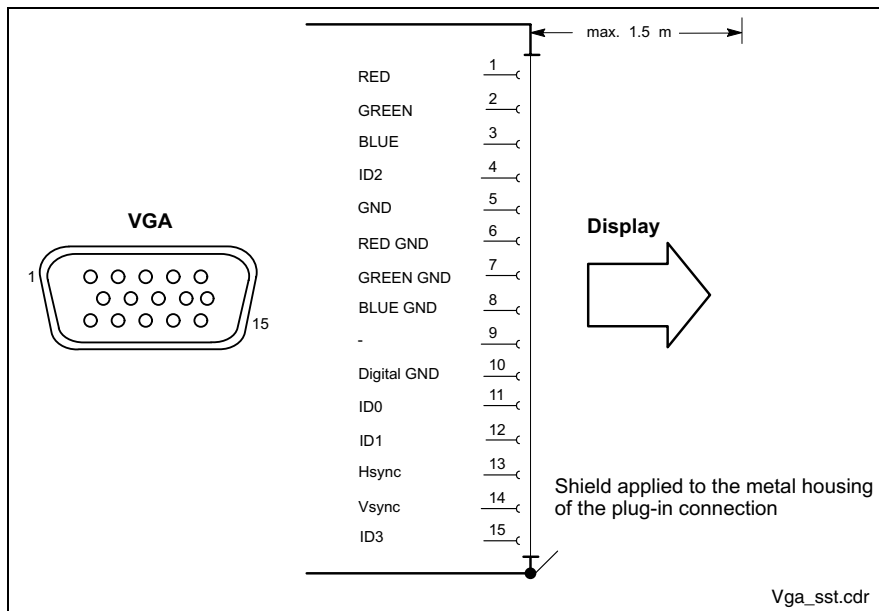 max. 1.5 m
RED 1
GREEN 2
BLUE 3
ID2 4
GND 5
RED GND 6
GREEN GND 7
BLUE GND 8
- 9
Digital GND 10
ID0 11
ID1 12
Hsync 13
Vsync 14
ID3 15
VGA
1
15
Display
Shield applied to the metal housing
of the plug-in connection
Vga_sst.cdr